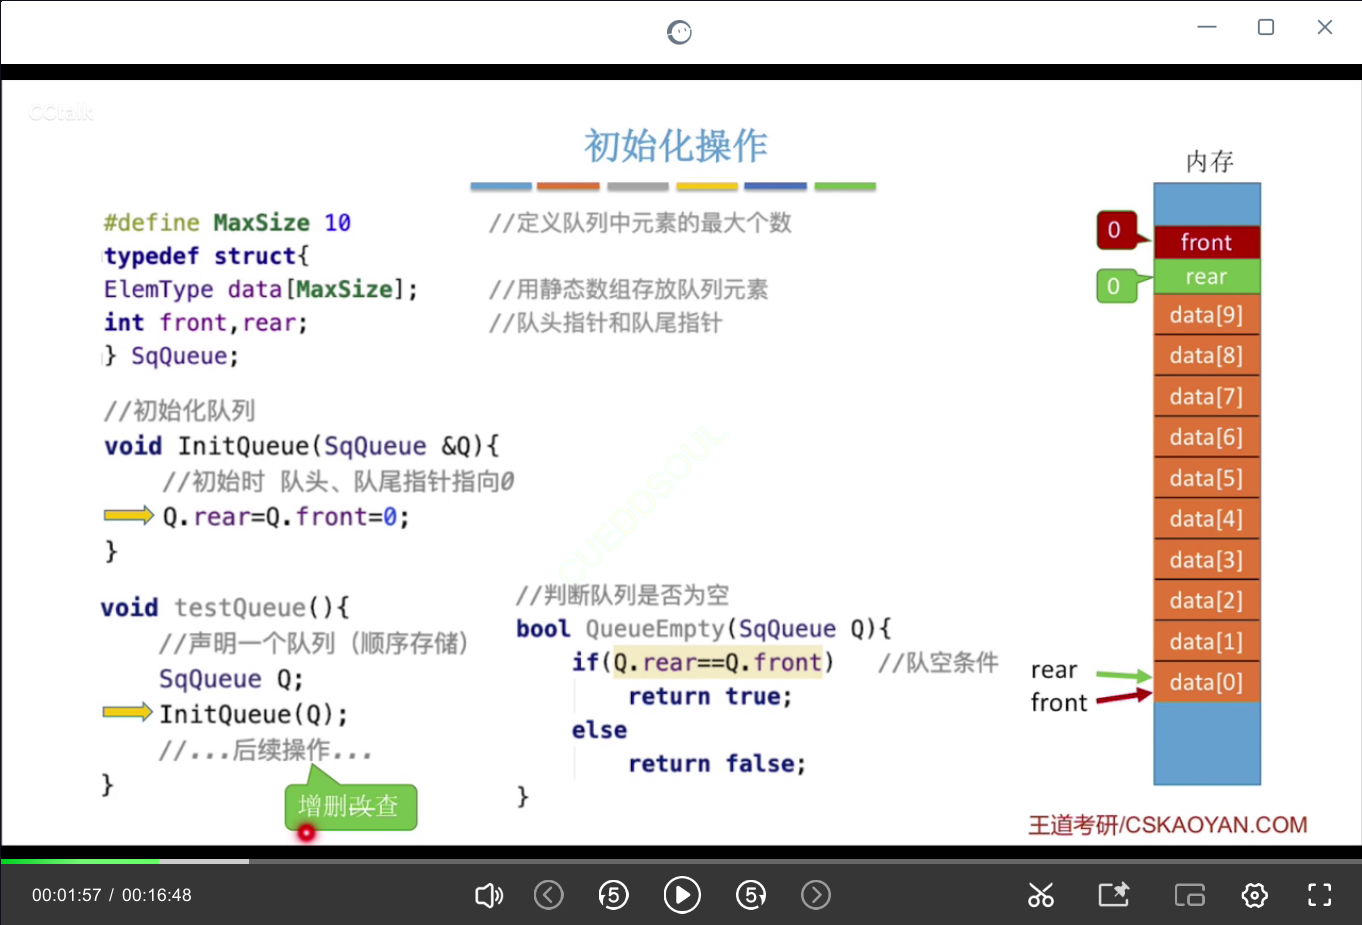 CCtalk
初始化操作
#define MaxSize 10 //定义队列中元素的最大个数
typedef struct{
ElemType data[MaxSize]; //用静态数组存放队列元素
int front,rear; //队头指针和队尾指针
} SqQueue;
//初始化队列
void InitQueue(SqQueue &Q){
//初始时 队头、队尾指针指向0
Q.rear=Q.front=0;
}
void testQueue(){
//声明一个队列（顺序存储）
SqQueue Q;
InitQueue(Q);
//...后续操作...
}
增删改查
//判断队列是否为空
bool QueueEmpty(SqQueue Q){
if(Q.rear==Q.front) //队空条件
return true;
else
return false;
}
内存
0
front
0
rear
data[9]
data[8]
data[7]
data[6]
data[5]
data[4]
data[3]
data[2]
data[1]
data[0]
rear
front
王道考研/CSKAOYAN.COM
00:01:57 / 00:16:48
5
5